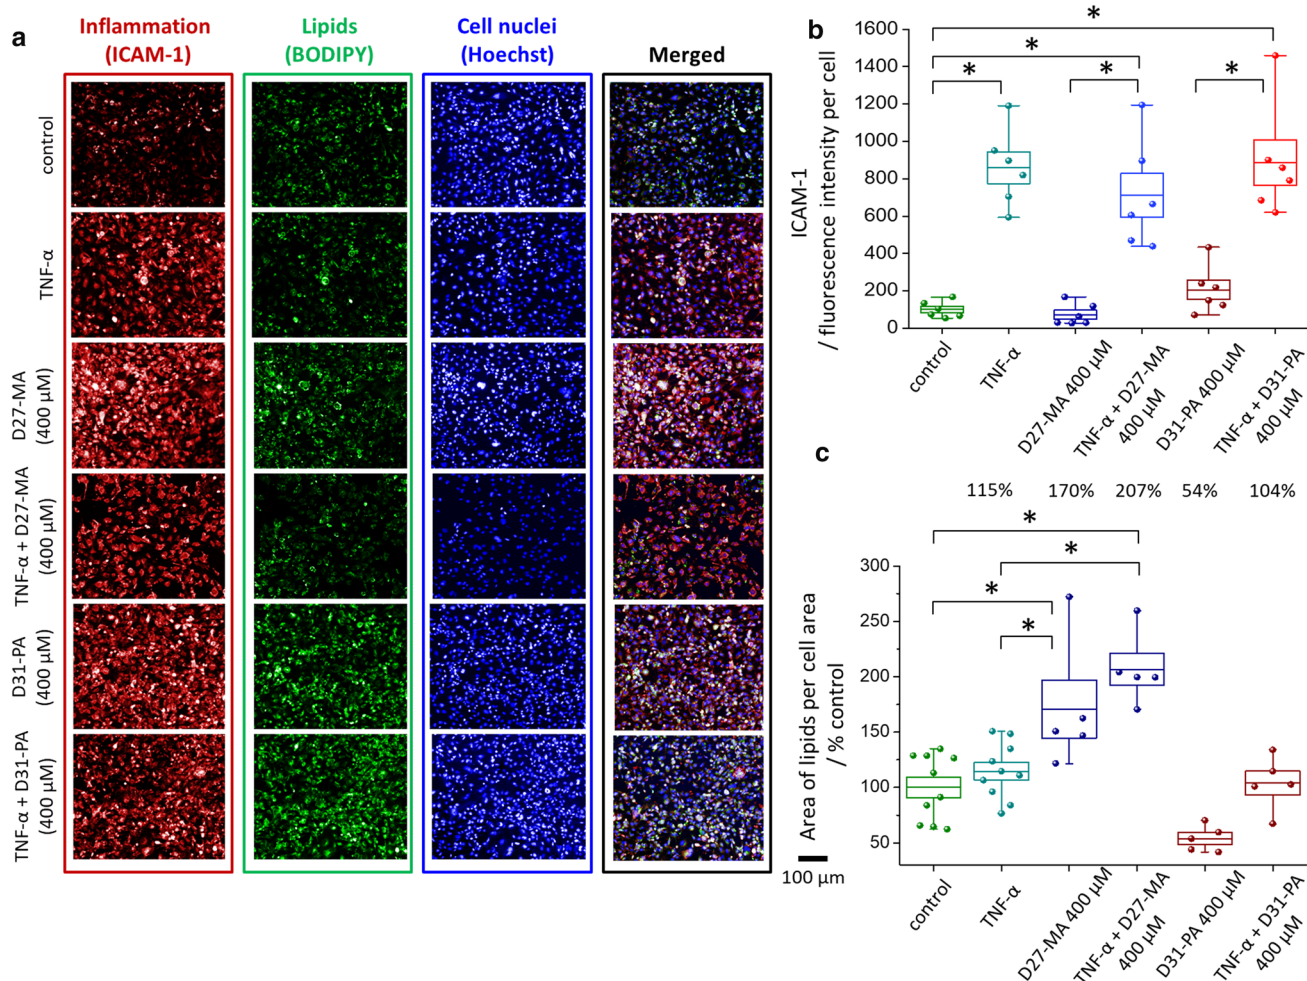 a
Inflammation
(ICAM-1)
Lipids
(BODIPY)
Cell nuclei
(Hoechst)
Merged
control
TNF-α
D27-MA
(400 µM)
TNF-α + D27-MA
(400 µM)
D31-PA
(400 µM)
TNF-α + D31-PA
(400 µM)
100 µm
b
ICAM-1
/ fluorescence intensity per cell
1600
1400
1200
1000
800
600
400
200
0
*
*
*
*
*
control
TNF-α
D27-MA 400 µM
TNF-α + D27-MA
400 µM
D31-PA 400 µM
TNF-α + D31-PA
400 µM
c
115% 170% 207% 54% 104%
Area of lipids per cell area
/ % control
300
250
200
150
100
50
*
*
*
*
control
TNF-α
D27-MA 400 µM
TNF-α + D27-MA
400 µM
D31-PA 400 µM
TNF-α + D31-PA
400 µM